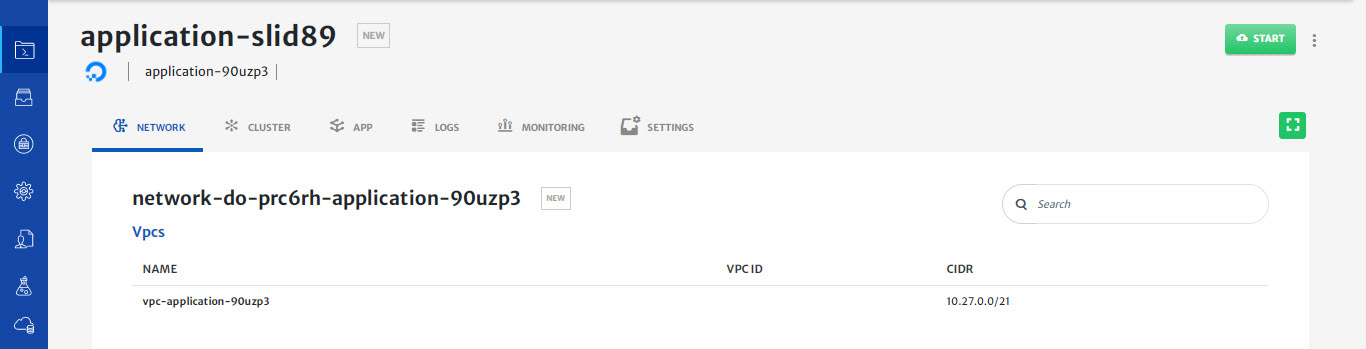 application-slid89 NEW
START
application-90uzp3
NETWORK CLUSTER APP LOGS MONITORING SETTINGS
network-do-prc6rh-application-90uzp3 NEW
Search
Vpcs
NAME VPC ID CIDR
vpc-application-90uzp3 10.27.0.0/21